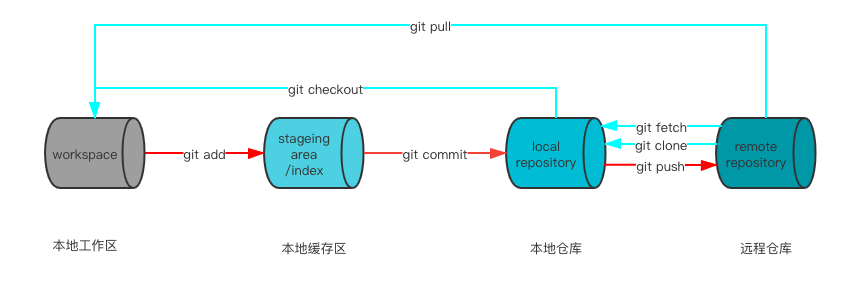 git pull
git checkout
workspace
git add
stageing
area
/index
git commit
local
repository
git fetch
git clone
git push
remote
repository
本地工作区
本地缓存区
本地仓库
远程仓库